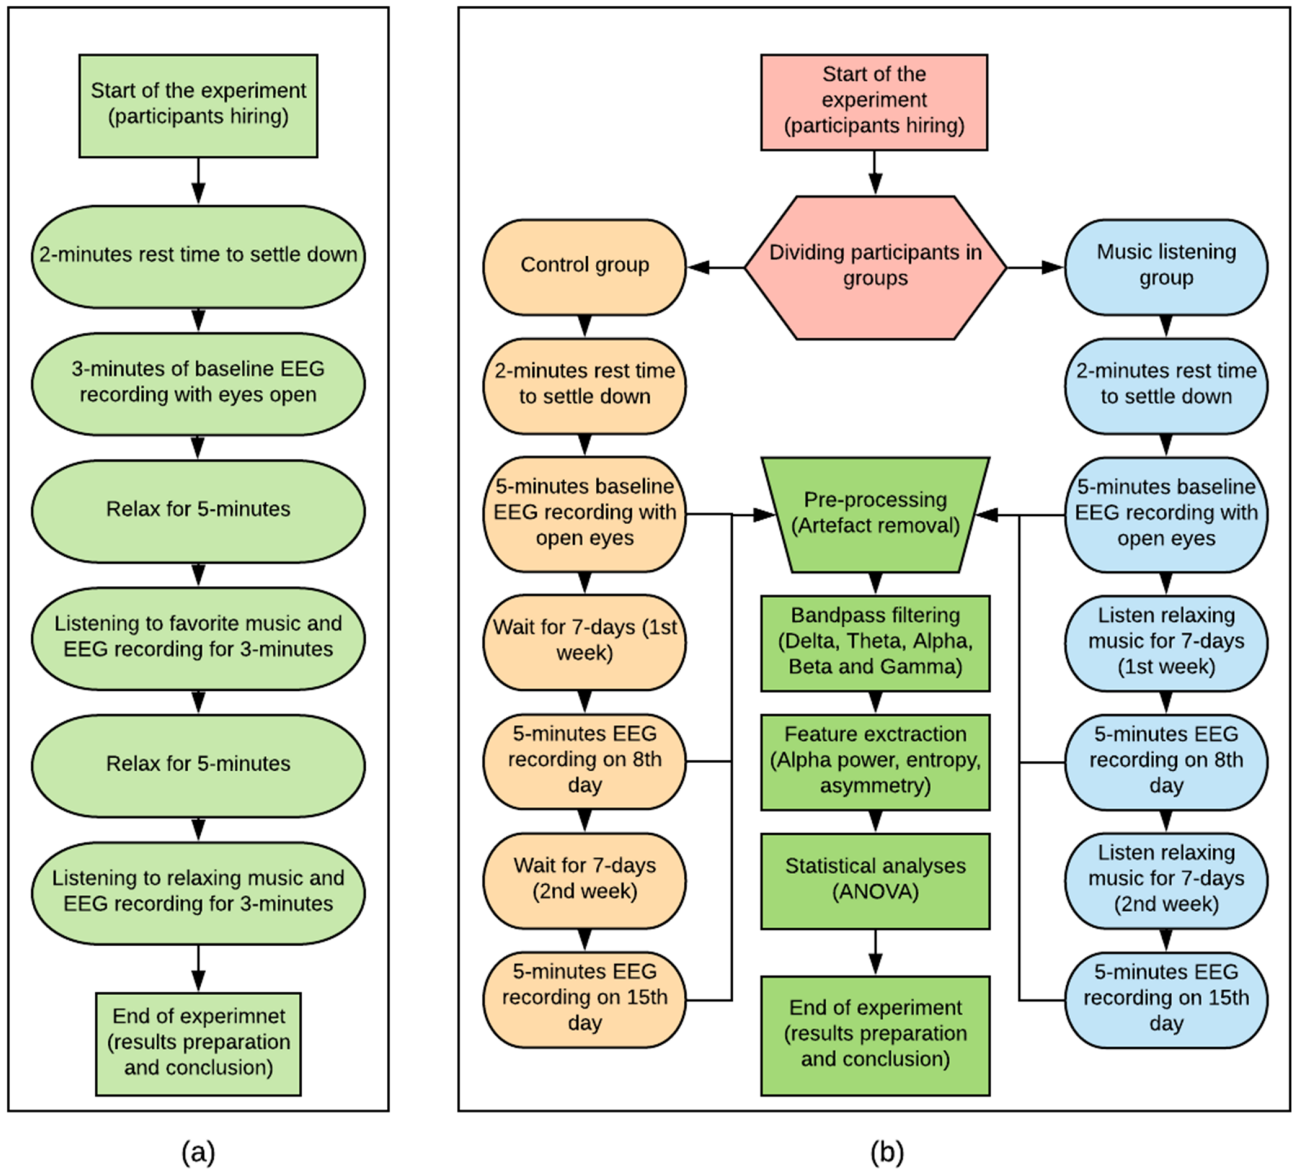 Start of the experiment
(participants hiring)
2-minutes rest time to settle down
3-minutes of baseline EEG
recording with eyes open
Relax for 5-minutes
Listening to favorite music and
EEG recording for 3-minutes
Relax for 5-minutes
Listening to relaxing music and
EEG recording for 3-minutes
End of experimnet
(results preparation
and conclusion)
(a)
Start of the
experiment
(participants hiring)
Dividing participants in
groups
Control group
2-minutes rest time
to settle down
5-minutes baseline
EEG recording with
open eyes
Wait for 7-days (1st
week)
5-minutes EEG
recording on 8th
day
Wait for 7-days
(2nd week)
5-minutes EEG
recording on 15th
day
Music listening
group
2-minutes rest time
to settle down
5-minutes baseline
EEG recording with
open eyes
Listen relaxing
music for 7-days
(1st week)
5-minutes EEG
recording on 8th
day
Listen relaxing
music for 7-days
(2nd week)
5-minutes EEG
recording on 15th
day
Pre-processing
(Artefact removal)
Bandpass filtering
(Delta, Theta, Alpha,
Beta and Gamma)
Feature exctraction
(Alpha power, entropy,
asymmetry)
Statistical analyses
(ANOVA)
End of experiment
(results preparation
and conclusion)
(b)